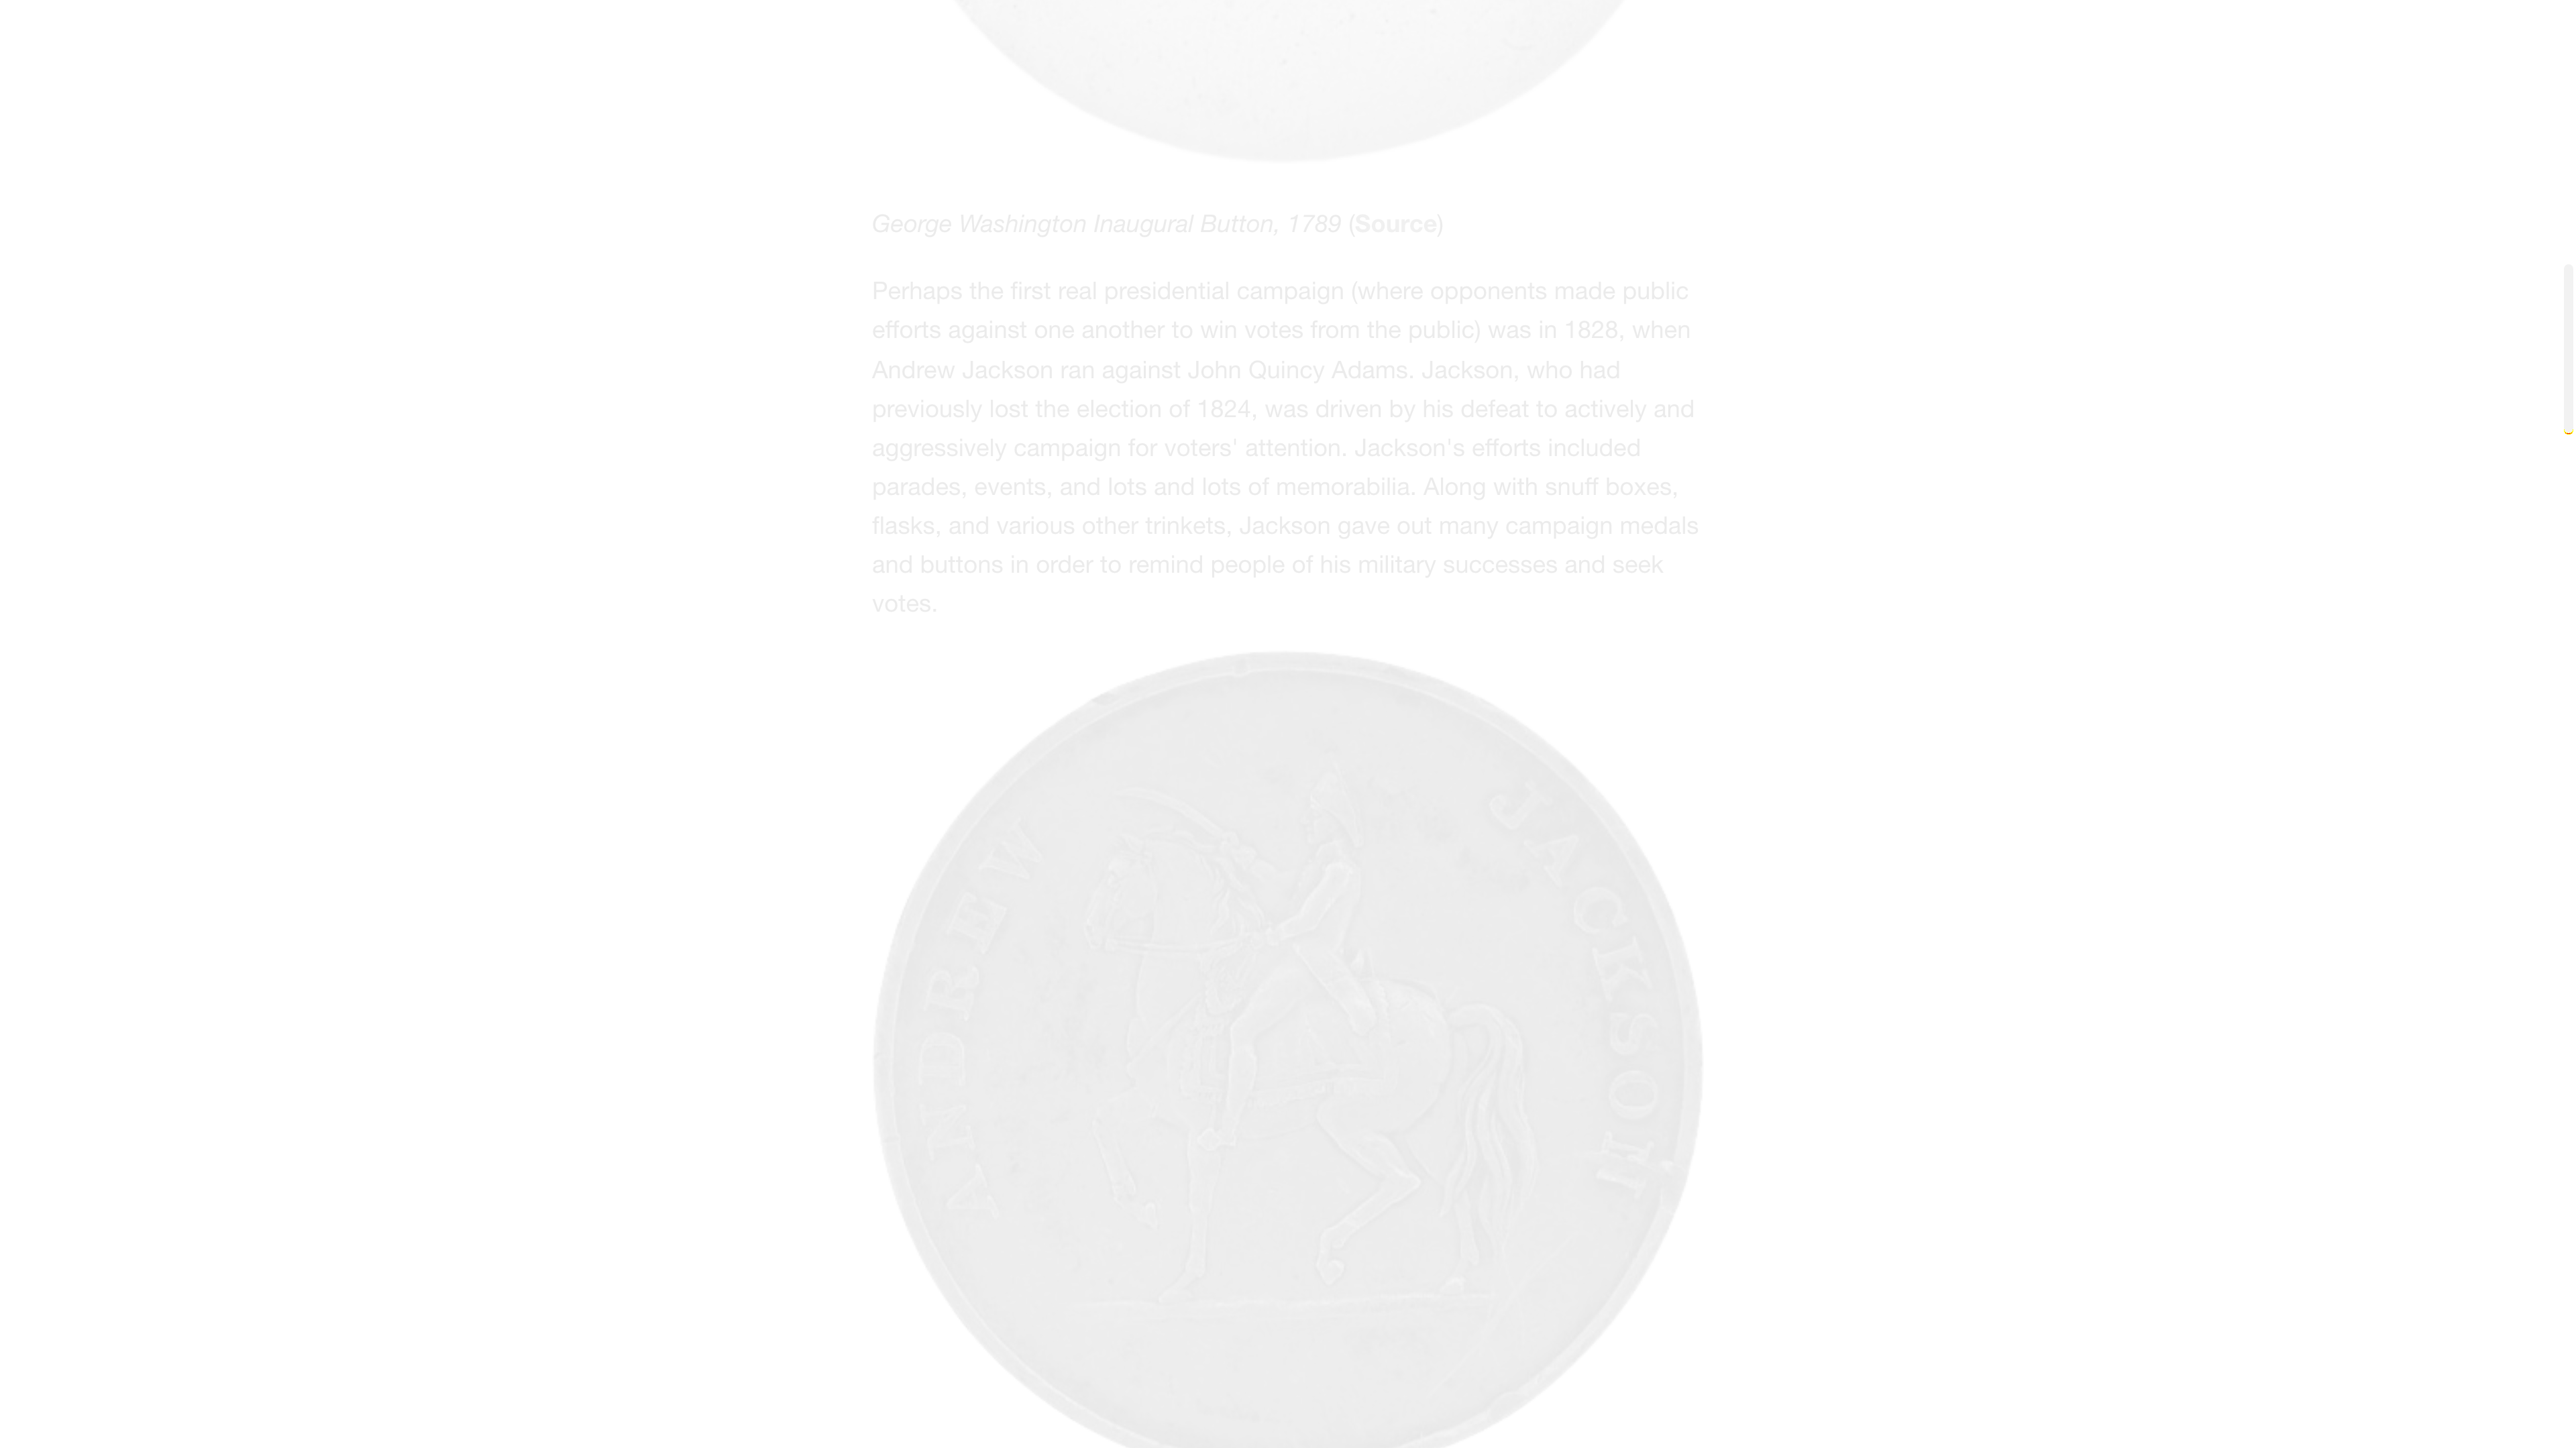 George Washington Inaugural Button, 1789 (Source)
Perhaps the first real presidential campaign (where opponents made public
efforts against one another to win votes from the public) was in 1828, when
Andrew Jackson ran against John Quincy Adams. Jackson, who had
previously lost the election of 1824, was driven by his defeat to actively and
aggressively campaign for voters' attention. Jackson's efforts included
parades, events, and lots and lots of memorabilia. Along with snuff boxes,
flasks, and various other trinkets, Jackson gave out many campaign medals
and buttons in order to remind people of his military successes and seek
votes.
ANDREW JACKSON